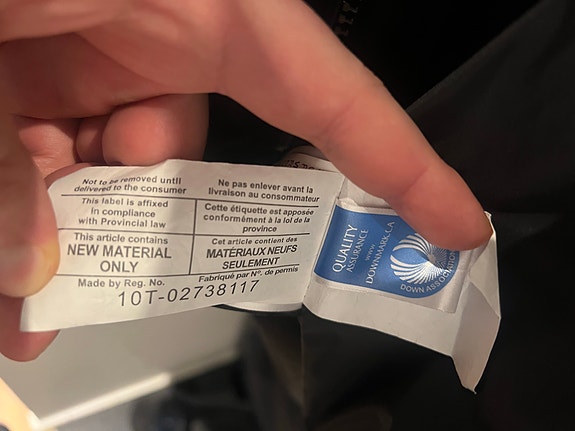 Not to be removed until
delivered to the consumer
Ne pas enlever avant la
livraison au consommateur
This label is affixed
in compliance
with Provincial law
Cette étiquette est apposée
conformément à la loi de la
province
This article contains
NEW MATERIAL
ONLY
Cet article contient des
MATÉRIAUX NEUFS
SEULEMENT
Made by Reg. No.
Fabriqué par Nº. de permis
10T-02738117
QUALITY
ASSURANCE
WWW.
DOWNMARK.CA
DOWN ASSOCIATION